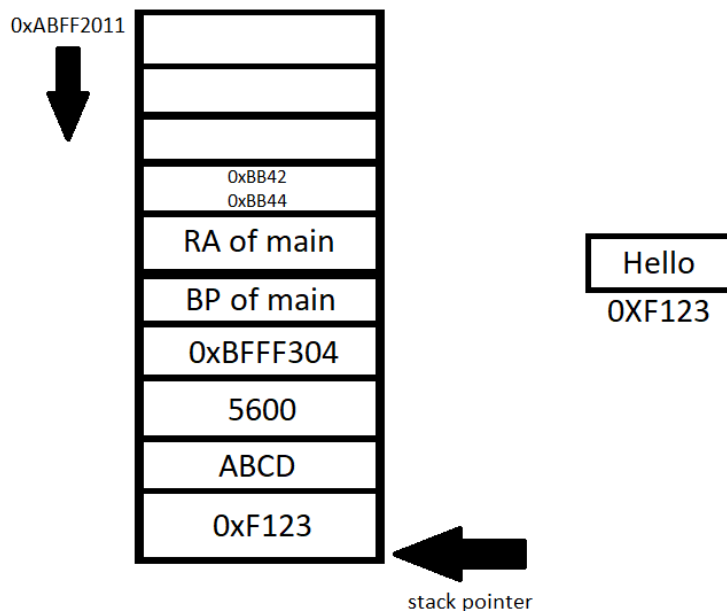 0xABFF2011
0xBB42
0xBB44
RA of main
BP of main
0xBFFF304
5600
ABCD
0xF123
stack pointer
Hello
0XF123